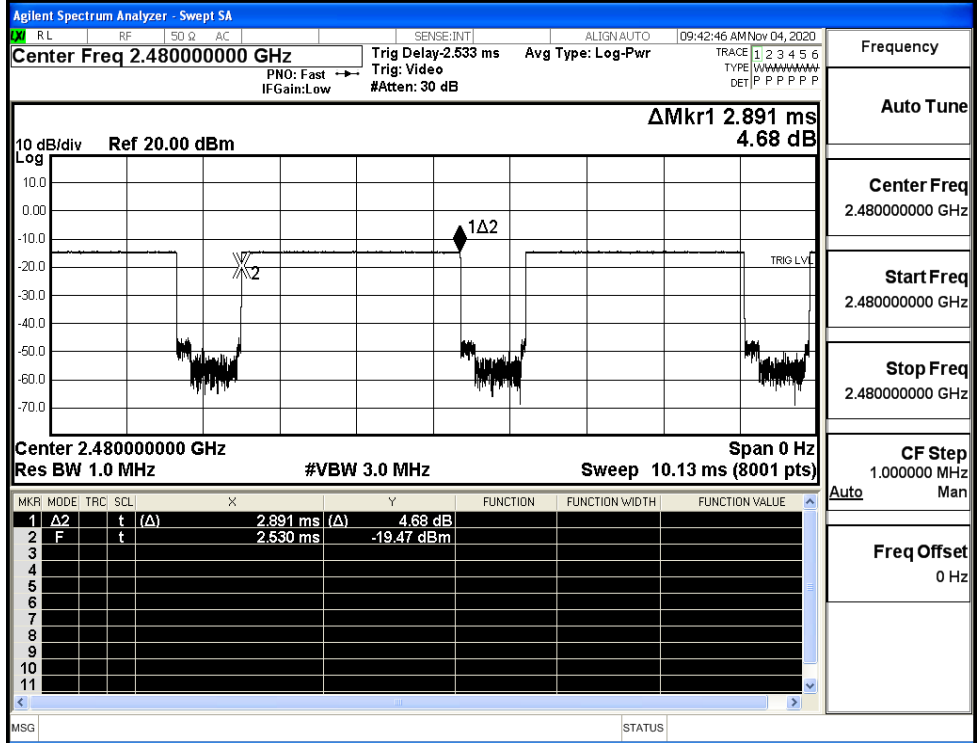 Agilent Spectrum Analyzer - Swept SA
LXI RL RF 50 Ω AC SENSE:INT ALIGN AUTO 09:42:46 AM Nov 04, 2020
Center Freq 2.480000000 GHz
PNO: Fast
IFGain:Low
Trig Delay-2.533 ms
Trig: Video
#Atten: 30 dB
Avg Type: Log-Pwr
TRACE 1 2 3 4 5 6
TYPE WWWWWW
DET P P P P P P
ΔMkr1 2.891 ms
4.68 dB
10 dB/div Ref 20.00 dBm
Log
10.0
0.00
-10.0
-20.0
-30.0
-40.0
-50.0
-60.0
-70.0
1Δ2
2
TRIG LVL
Center 2.480000000 GHz Span 0 Hz
Res BW 1.0 MHz #VBW 3.0 MHz Sweep 10.13 ms (8001 pts)
MKR MODE TRC SCL X Y FUNCTION FUNCTION WIDTH FUNCTION VALUE
1 Δ2 t (Δ) 2.891 ms (Δ) 4.68 dB
2 F t 2.530 ms -19.47 dBm
3
4
5
6
7
8
9
10
11
MSG STATUS
Frequency
Auto Tune
Center Freq
2.480000000 GHz
Start Freq
2.480000000 GHz
Stop Freq
2.480000000 GHz
CF Step
1.000000 MHz
Auto Man
Freq Offset
0 Hz